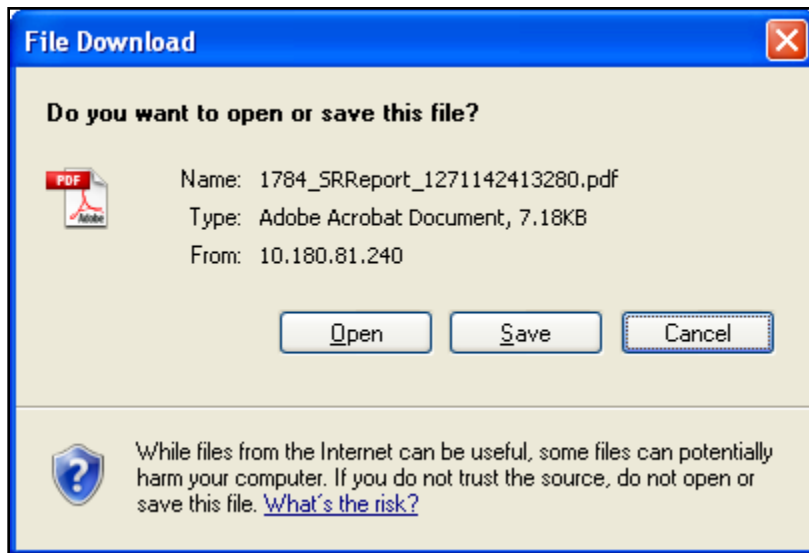 File Download
Do you want to open or save this file?
PDF
Adobe
Name: 1784_SRReport_1271142413280.pdf
Type: Adobe Acrobat Document, 7.18KB
From: 10.180.81.240
Open Save Cancel
While files from the Internet can be useful, some files can potentially
harm your computer. If you do not trust the source, do not open or
save this file. What's the risk?